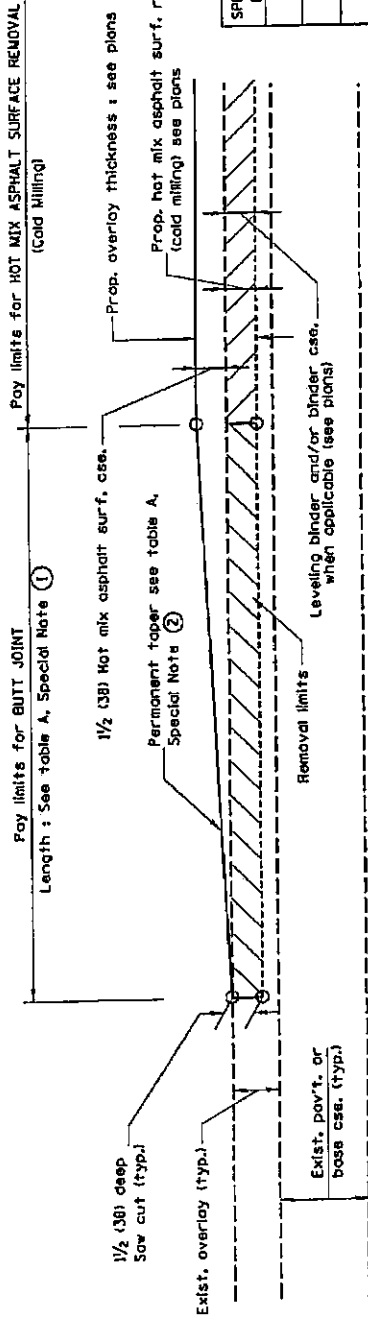 Pay limits for BUTT JOINT
Length : See table A, Special Note ①
Pay limits for HOT MIX ASPHALT SURFACE REMOVAL
(Cold Milling)
1½ (38) Hot mix asphalt surf. cse.
Prop. overlay thickness : see plans
Permanent taper see table A,
Special Note ②
Prop. hot mix asphalt surf.
(cold milling) see plans
1½ (38) deep
Saw cut (typ.)
Exist. overlay (typ.)
Removal limits
Leveling binder and/or binder cse.
when applicable (see plans)
Exist. pav't. or
base cse. (typ.)